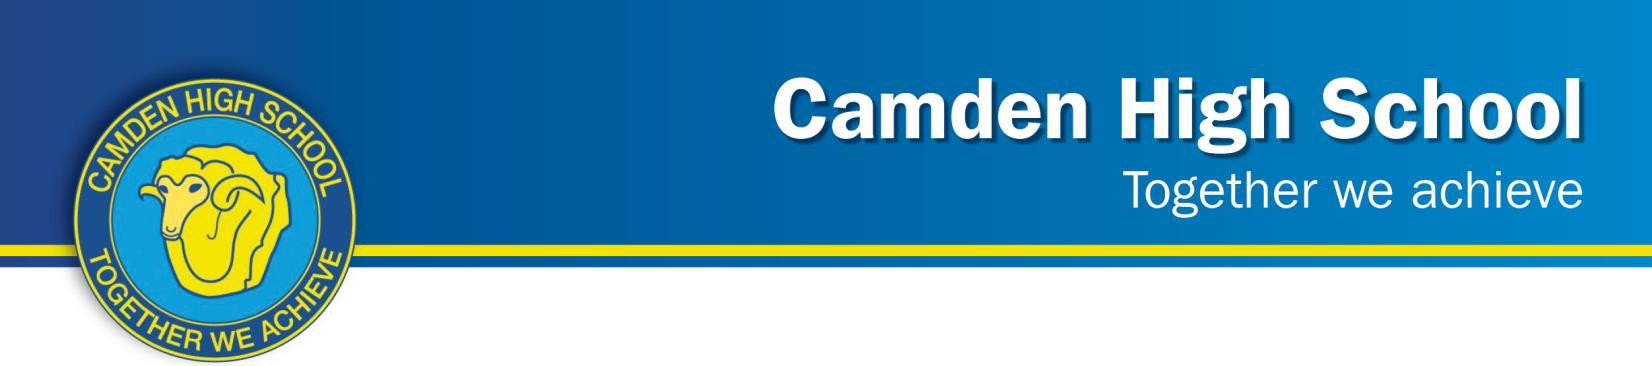 CAMDEN HIGH SCHOOL
TOGETHER WE ACHIEVE
Camden High School
Together we achieve